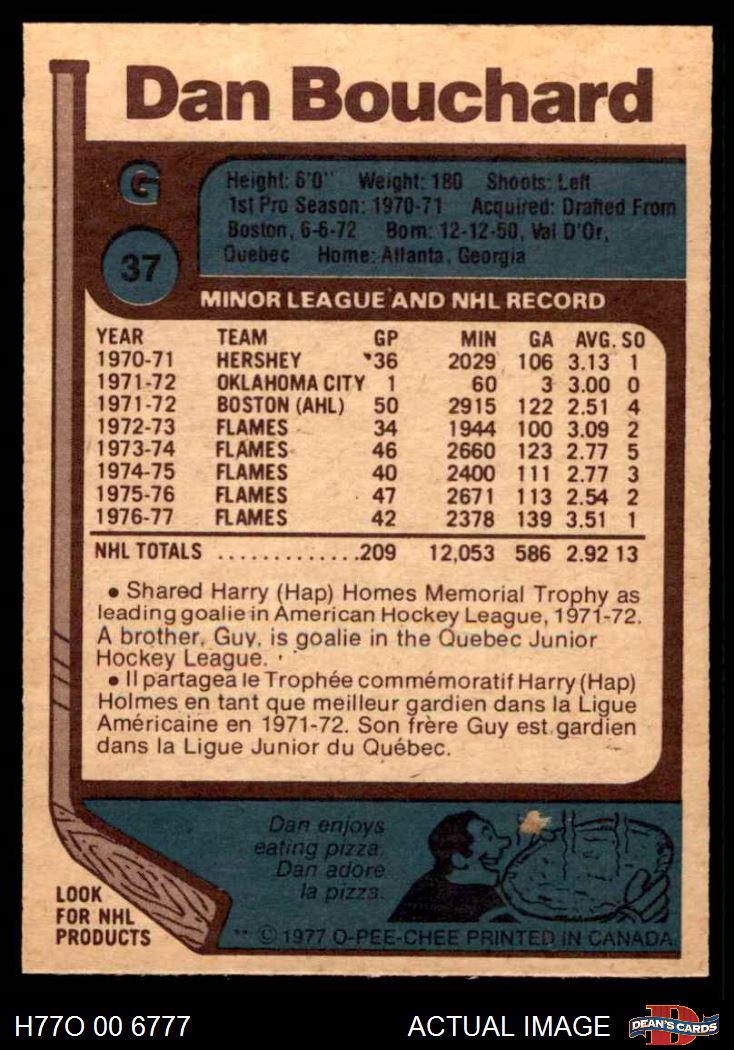 Dan Bouchard
G
37
Height: 6'0" Weight: 180 Shoots: Left
1st Pro Season: 1970-71 Acquired: Drafted From
Boston, 6-6-72 Born: 12-12-50, Val D'Or,
Quebec Home: Atlanta, Georgia
MINOR LEAGUE AND NHL RECORD
YEAR TEAM GP MIN GA AVG. SO
1970-71 HERSHEY 36 2029 106 3.13 1
1971-72 OKLAHOMA CITY 1 60 3 3.00 0
1971-72 BOSTON (AHL) 50 2915 122 2.51 4
1972-73 FLAMES 34 1944 100 3.09 2
1973-74 FLAMES 46 2660 123 2.77 5
1974-75 FLAMES 40 2400 111 2.77 3
1975-76 FLAMES 47 2671 113 2.54 2
1976-77 FLAMES 42 2378 139 3.51 1
NHL TOTALS .............209 12,053 586 2.92 13
• Shared Harry (Hap) Homes Memorial Trophy as
leading goalie in American Hockey League, 1971-72.
A brother, Guy, is goalie in the Quebec Junior
Hockey League.
• Il partagea le Trophée commémoratif Harry (Hap)
Holmes en tant que meilleur gardien dans la Ligue
Américaine en 1971-72. Son frère Guy est gardien
dans la Ligue Junior du Québec.
Dan enjoys
eating pizza.
Dan adore
la pizza.
LOOK
FOR NHL
PRODUCTS
** © 1977 O-PEE-CHEE PRINTED IN CANADA
H77O 00 6777 ACTUAL IMAGE
D
DEAN'S CARDS